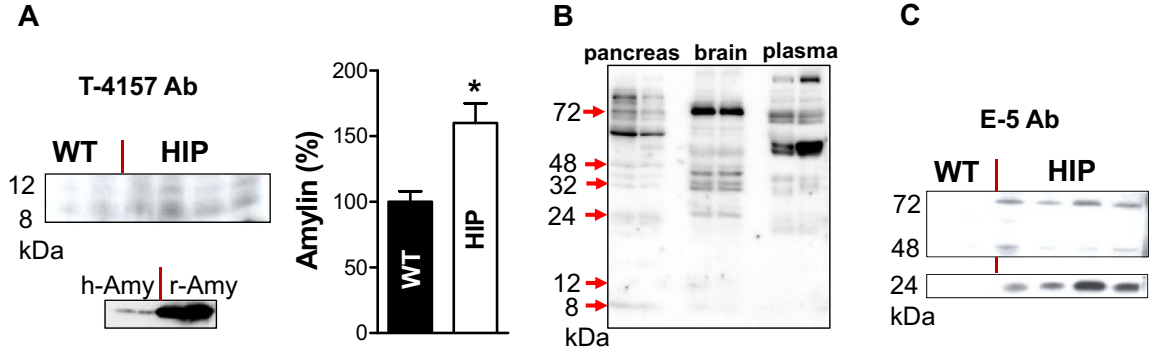 A
T-4157 Ab
WT HIP
12
8
kDa
h-Amy r-Amy
Amylin (%)
200
150
100
50
0
*
WT
HIP
B
pancreas brain plasma
72
48
32
24
12
8
kDa
C
E-5 Ab
WT HIP
72
48
24
kDa